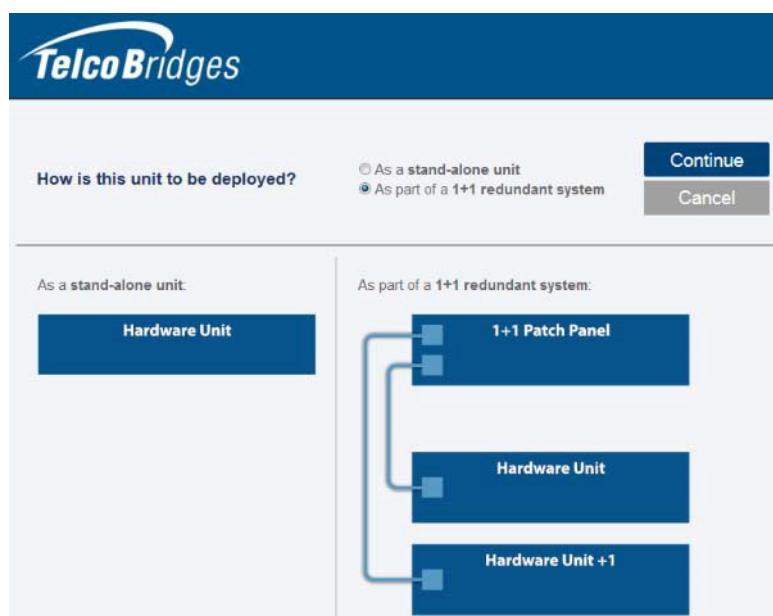 TelcoBridges
How is this unit to be deployed?
As a stand-alone unit
As part of a 1+1 redundant system
Continue
Cancel
As a stand-alone unit:
Hardware Unit
As part of a 1+1 redundant system:
1+1 Patch Panel
Hardware Unit
Hardware Unit +1